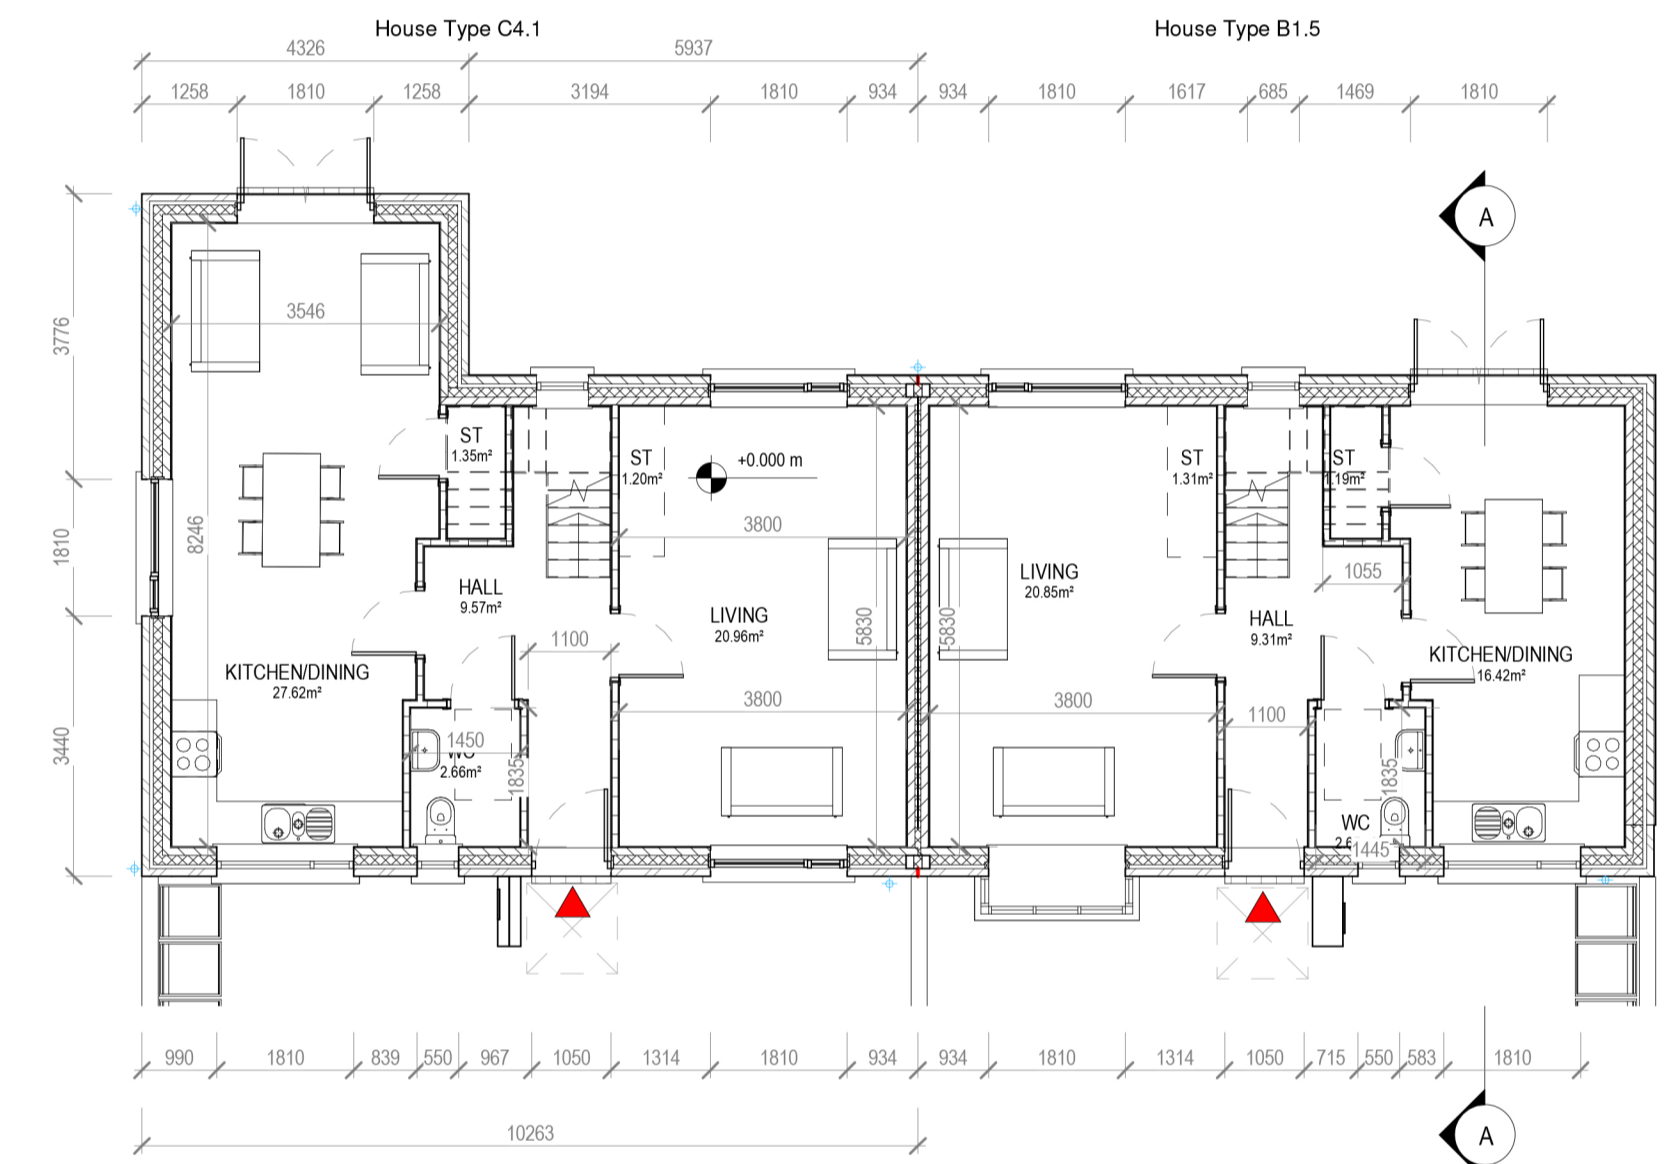 House Type C4.1
House Type B1.5
4326
5937
1258
1810
1258
3194
1810
934
934
1810
1617
685
1469
1810
A
3776
1810
3440
3546
8246
ST
1.35m²
ST
1.20m²
+0.000 m
3800
ST
1.31m²
ST
1.19m²
HALL
9.57m²
LIVING
20.96m²
5830
5830
LIVING
20.85m²
1055
HALL
9.31m²
1100
KITCHEN/DINING
27.62m²
KITCHEN/DINING
16.42m²
3800
3800
1100
1450
2.66m²
1835
1835
WC
1445
990
1810
839
550
967
1050
1314
1810
934
934
1810
1314
1050
715
550
583
1810
10263
A